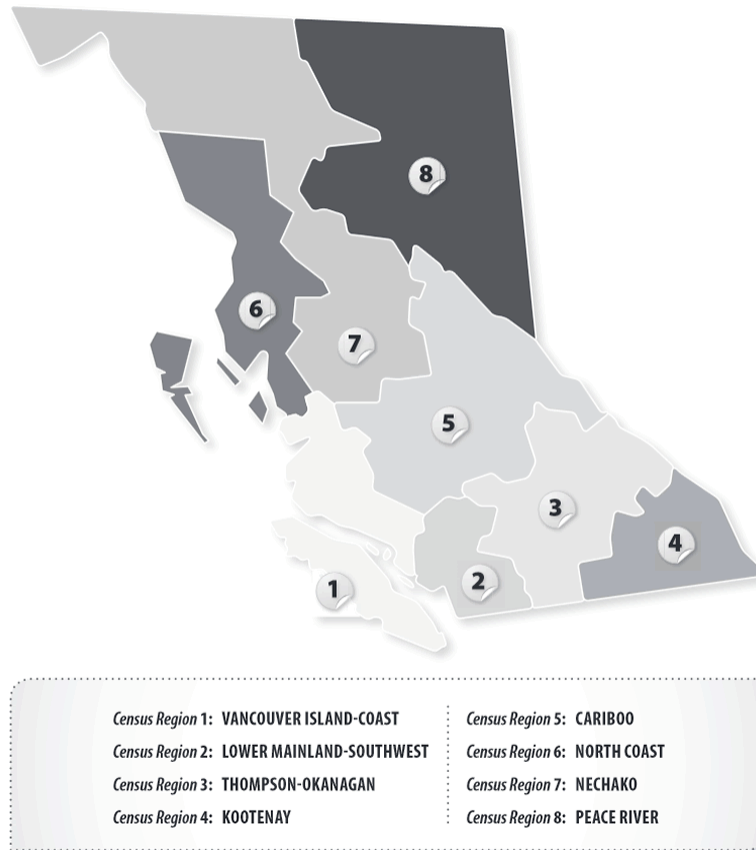 8
6
7
5
3
4
2
1
Census Region 1: VANCOUVER ISLAND-COAST
Census Region 2: LOWER MAINLAND-SOUTHWEST
Census Region 3: THOMPSON-OKANAGAN
Census Region 4: KOOTENAY
Census Region 5: CARIBOO
Census Region 6: NORTH COAST
Census Region 7: NECHAKO
Census Region 8: PEACE RIVER